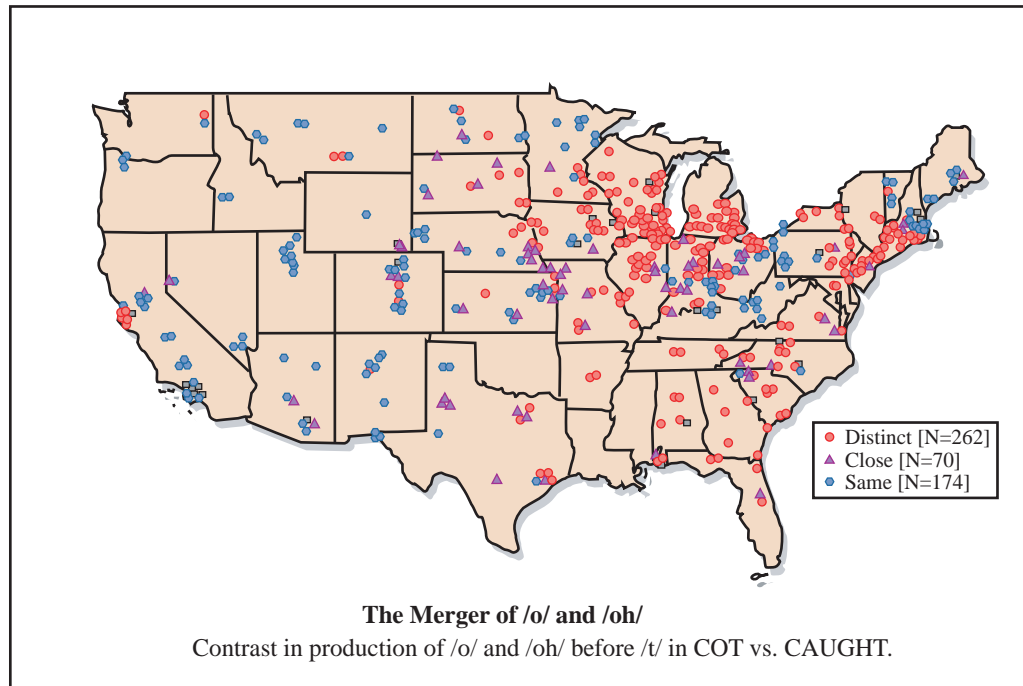 Distinct [N=262]
Close [N=70]
Same [N=174]
The Merger of /o/ and /oh/
Contrast in production of /o/ and /oh/ before /t/ in COT vs. CAUGHT.